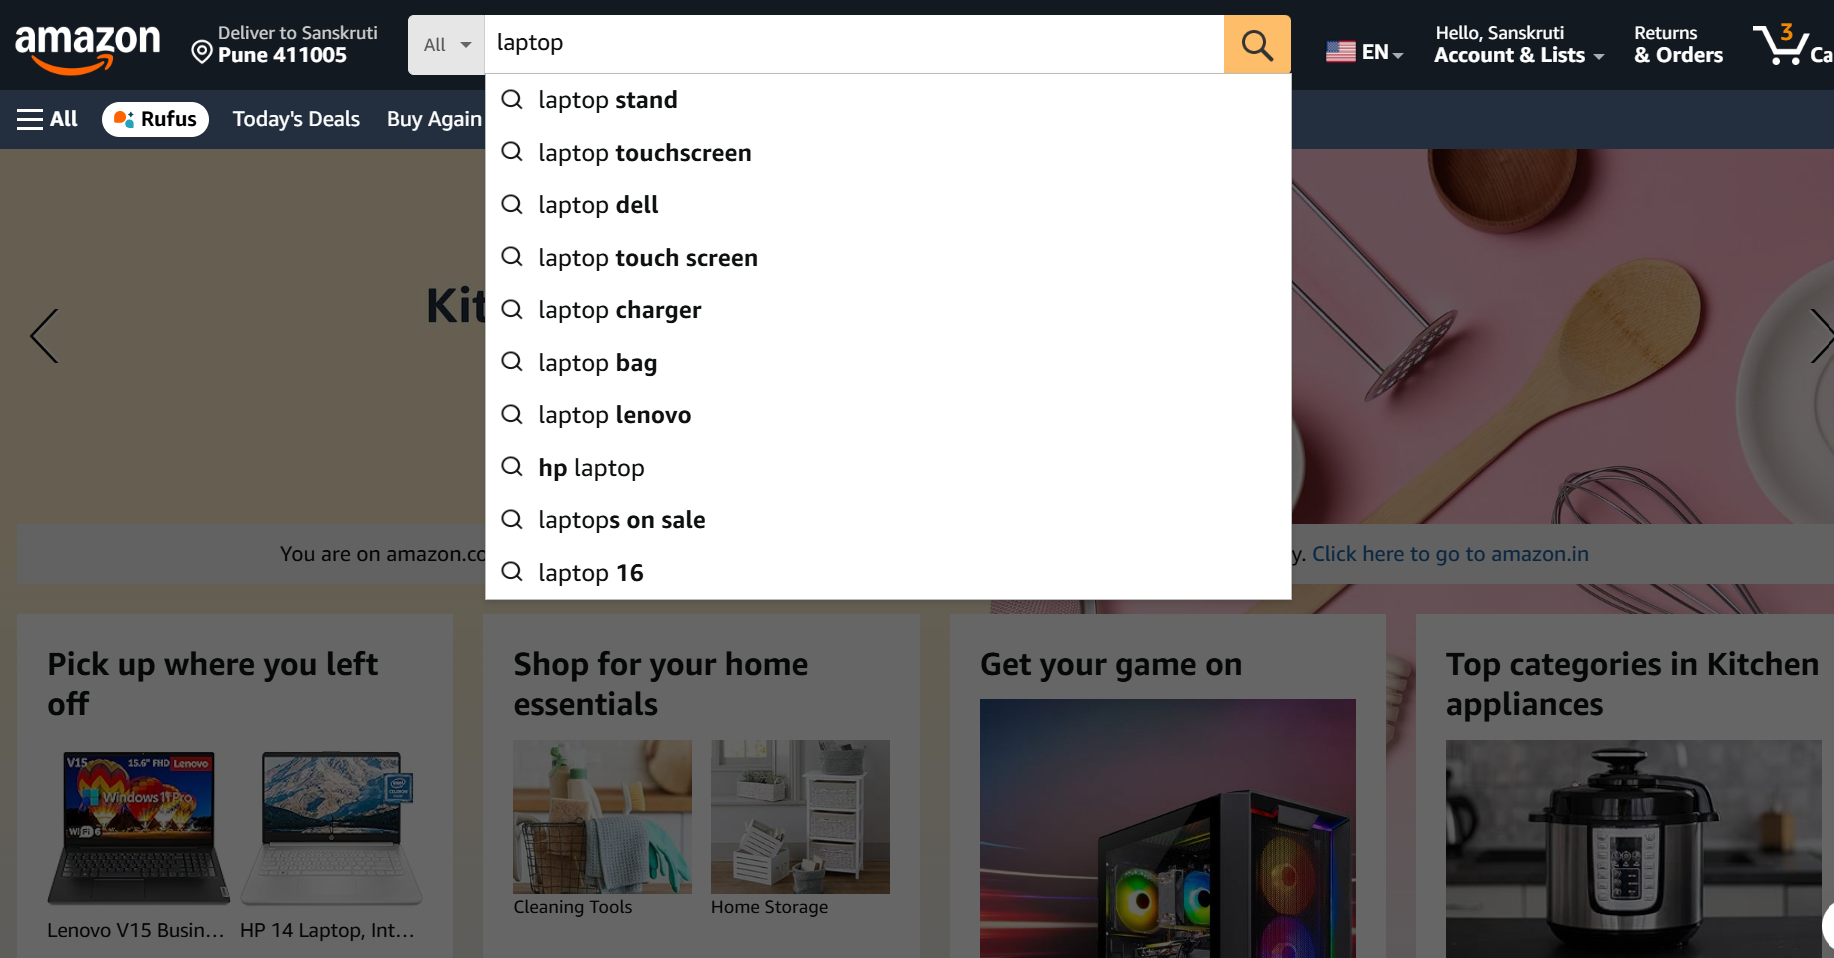 amazon
Deliver to Sanskruti
Pune 411005
All
laptop
EN
Hello, Sanskruti
Account & Lists
Returns
& Orders
3
Ca
All
Rufus
Today's Deals
Buy Again
laptop stand
laptop touchscreen
laptop dell
laptop touch screen
laptop charger
laptop bag
laptop lenovo
hp laptop
laptops on sale
laptop 16
Kit
You are on amazon.co
y. Click here to go to amazon.in
Pick up where you left
off
V15
15.6" FHD Lenovo
Windows 11 Pro
WiFi 6
Lenovo V15 Busin...
HP 14 Laptop, Int...
Shop for your home
essentials
Cleaning Tools
Home Storage
Get your game on
Top categories in Kitchen
appliances